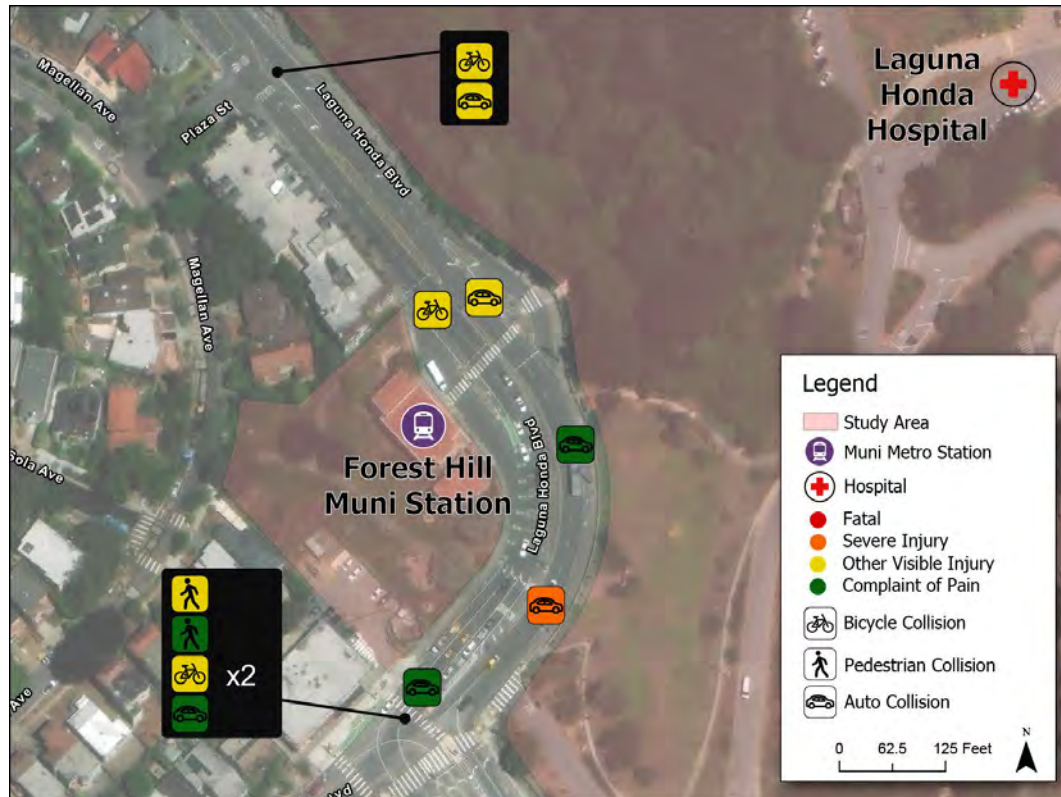 Magellan Ave
Plaza St
Laguna Honda Blvd
Laguna
Honda
Hospital
Magellan Ave
Sola Ave
Forest Hill
Muni Station
Laguna Honda Blvd
x2
Ave
lvd
Legend
Study Area
Muni Metro Station
Hospital
Fatal
Severe Injury
Other Visible Injury
Complaint of Pain
Bicycle Collision
Pedestrian Collision
Auto Collision
0 62.5 125 Feet
N